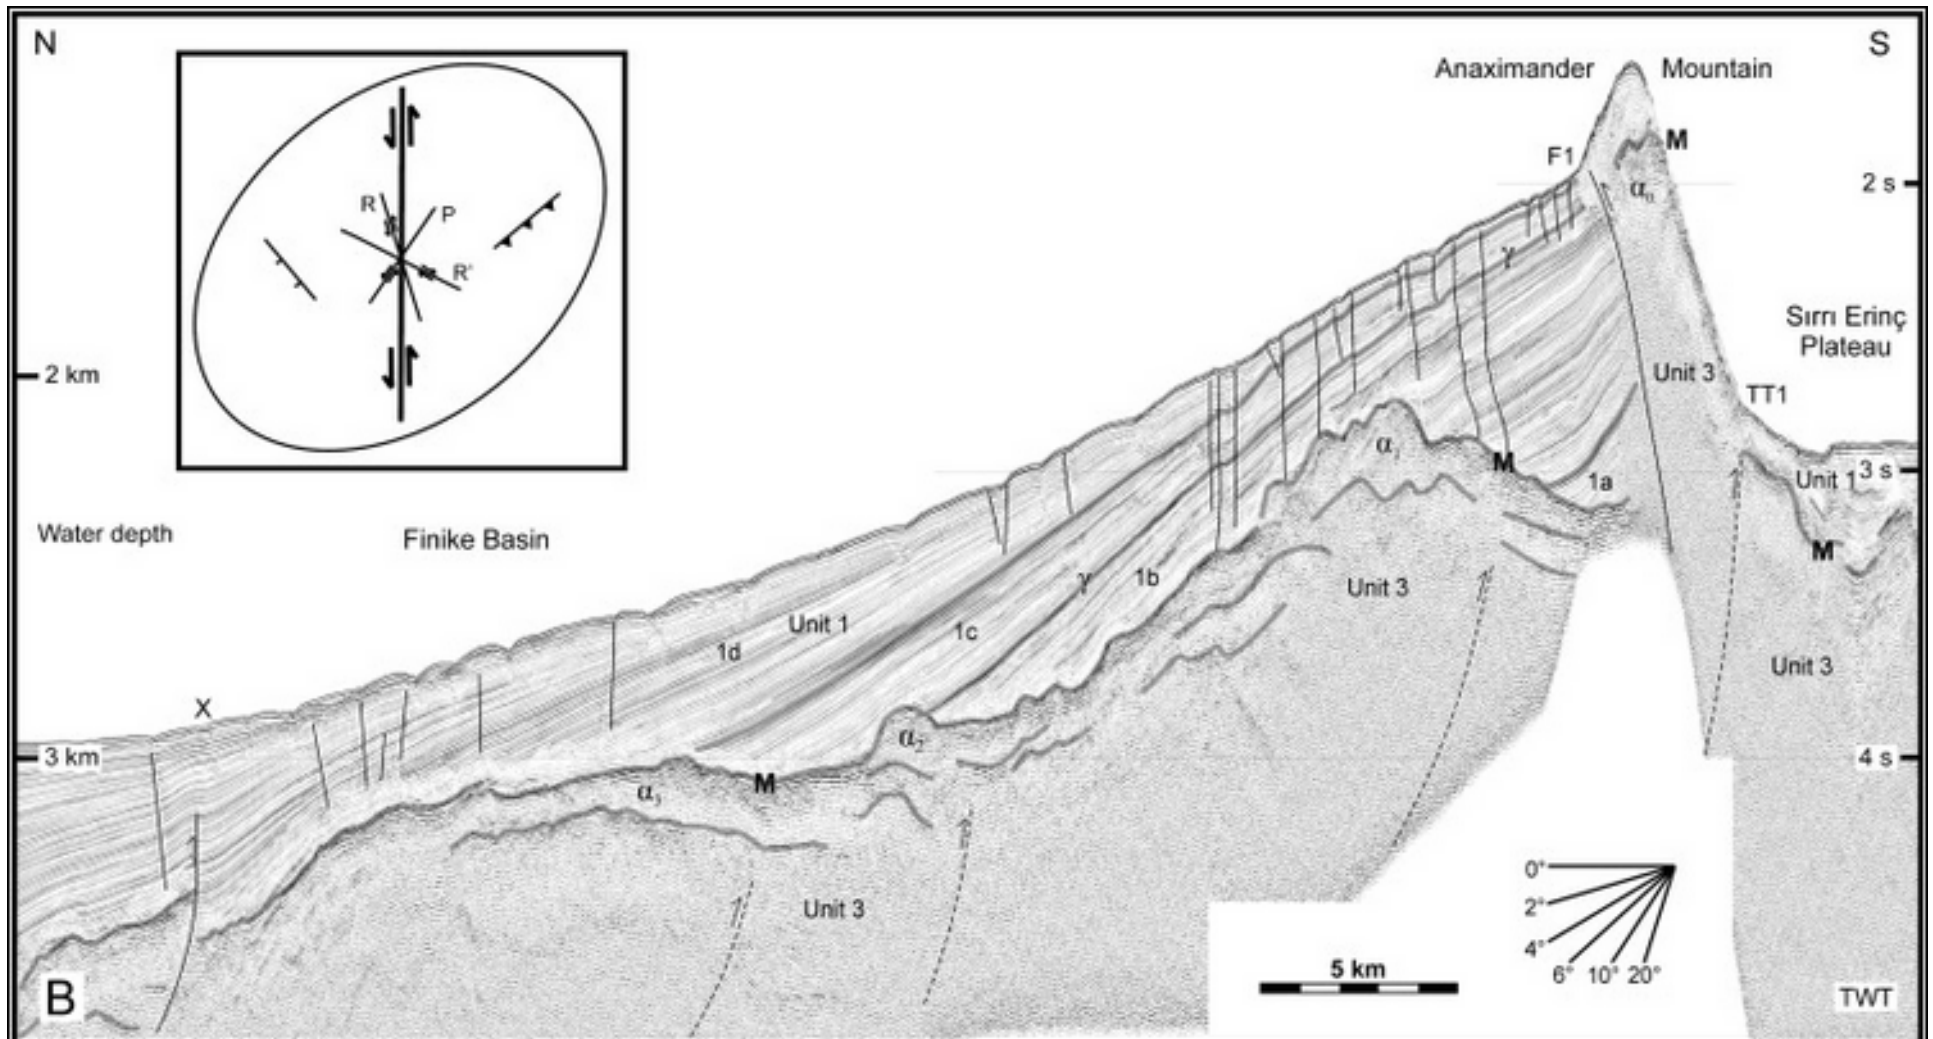 N
S
Anaximander Mountain
M
F1
2 s
α₀
R
P
R'
γ
Sırrı Erinç
Plateau
2 km
Unit 3
TT1
α₁
M
3 s
Unit 1
1a
Water depth
Finike Basin
M
γ
1b
Unit 3
Unit 1
1c
1d
Unit 3
X
3 km
α₂
4 s
M
α₃
0°
2°
4°
6° 10° 20°
Unit 3
5 km
B
TWT